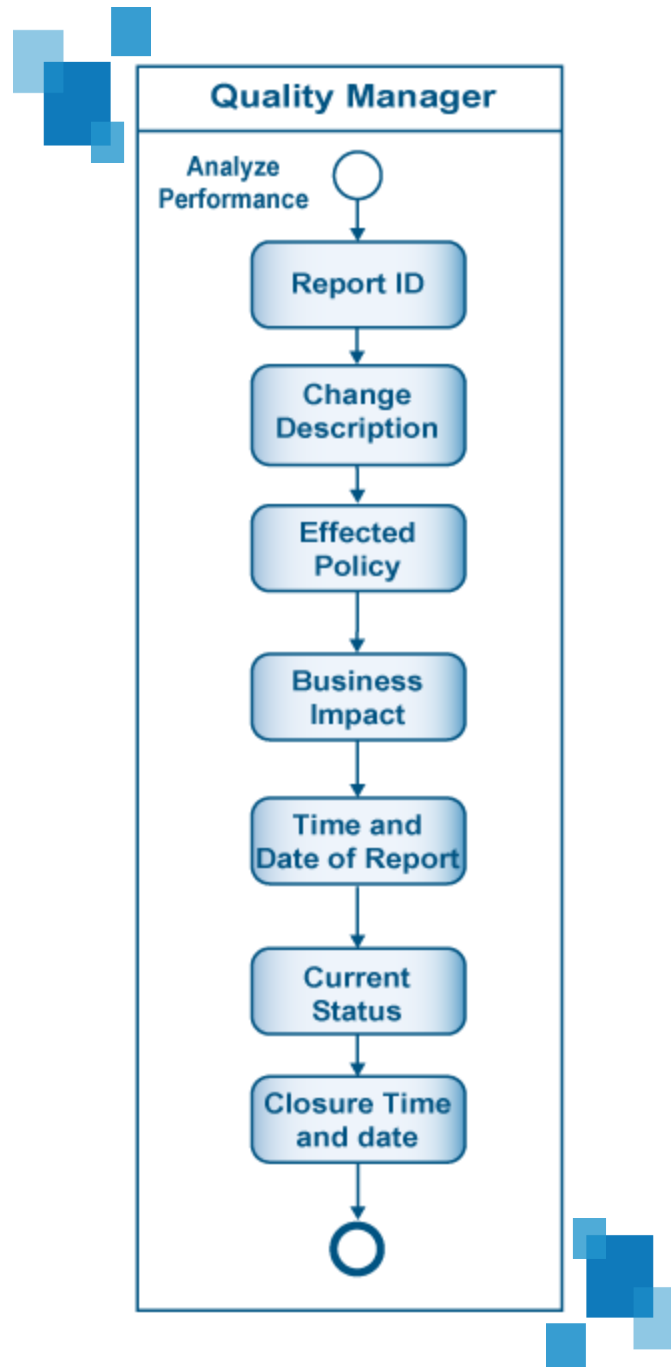 Quality Manager
Analyze
Performance
Report ID
Change
Description
Effected
Policy
Business
Impact
Time and
Date of Report
Current
Status
Closure Time
and date